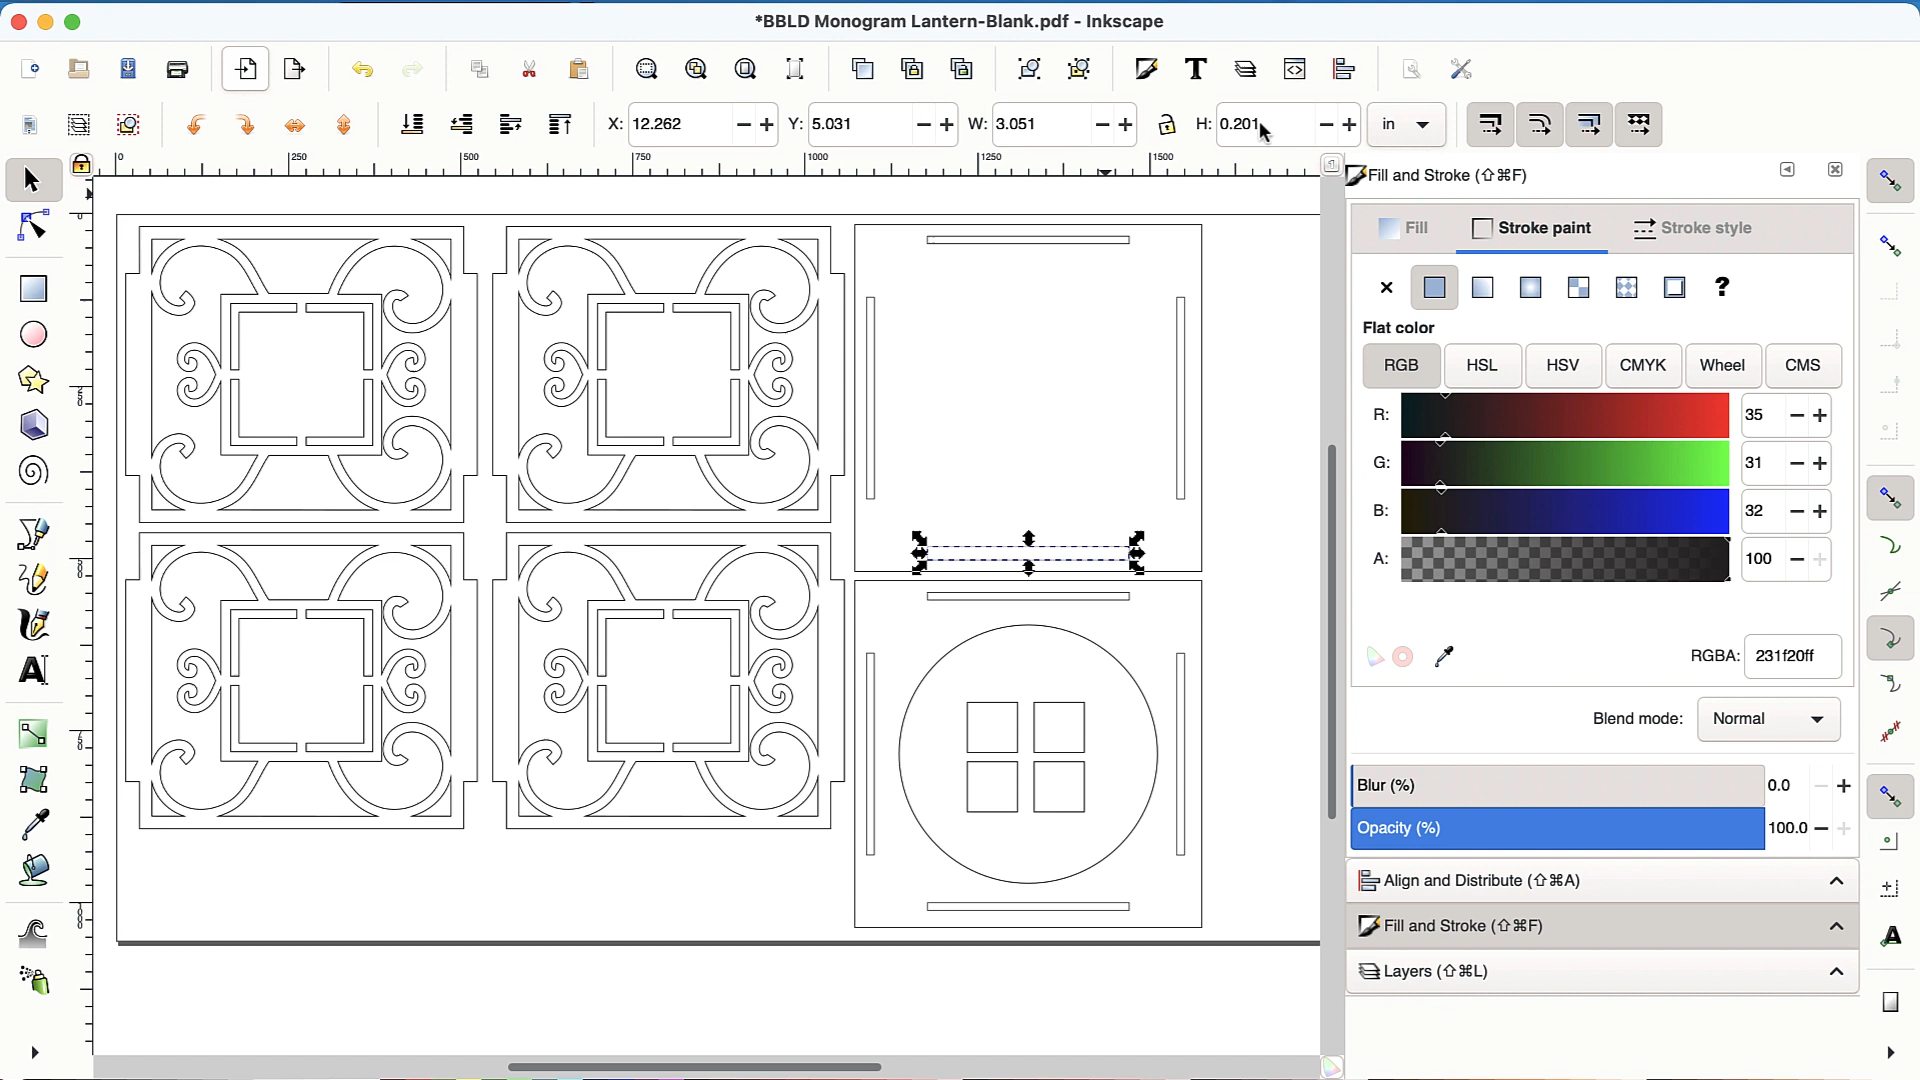 *BBLD Monogram Lantern-Blank.pdf - Inkscape
X: 12.262
Y: 5.031
W: 3.051
H: 0.201
in
0
250
500
750
1000
1250
1500
Fill and Stroke (⇧⌘F)
Fill
Stroke paint
Stroke style
?
Flat color
RGB
HSL
HSV
CMYK
Wheel
CMS
R:
35
G:
31
B:
32
A:
100
RGBA:
231f20ff
Blend mode:
Normal
Blur (%)
0.0
Opacity (%)
100.0
Align and Distribute (⇧⌘A)
Fill and Stroke (⇧⌘F)
Layers (⇧⌘L)